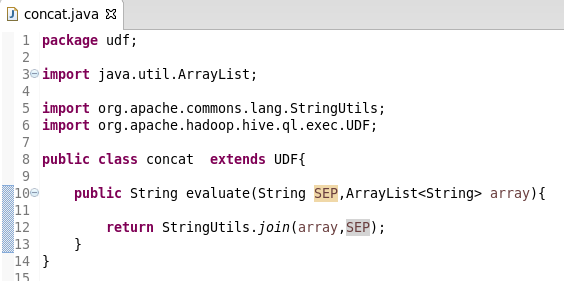 concat.java
1 package udf;
2
3 import java.util.ArrayList;
4
5 import org.apache.commons.lang.StringUtils;
6 import org.apache.hadoop.hive.ql.exec.UDF;
7
8 public class concat  extends UDF{
9
10     public String evaluate(String SEP,ArrayList<String> array){
11
12         return StringUtils.join(array,SEP);
13     }
14 }
15